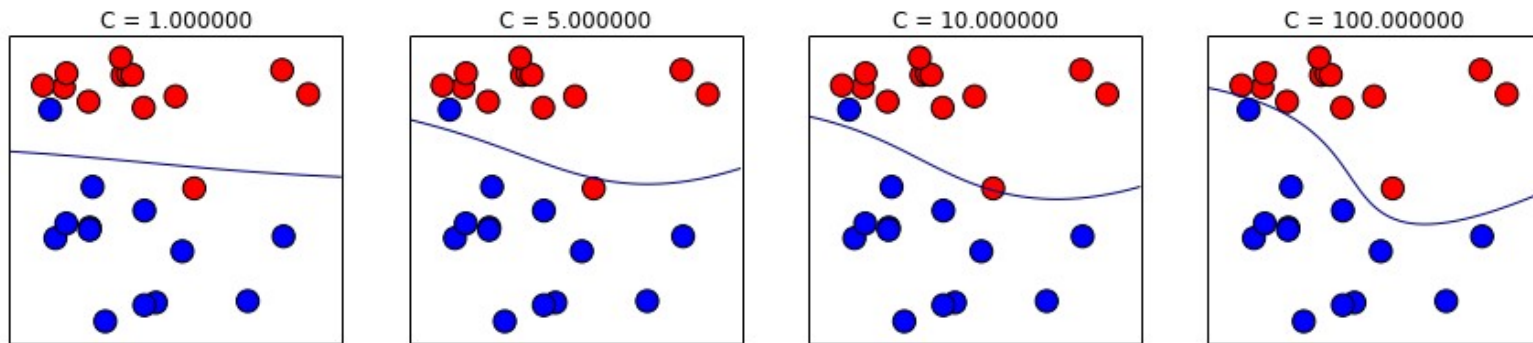 C = 1.000000
C = 5.000000
C = 10.000000
C = 100.000000